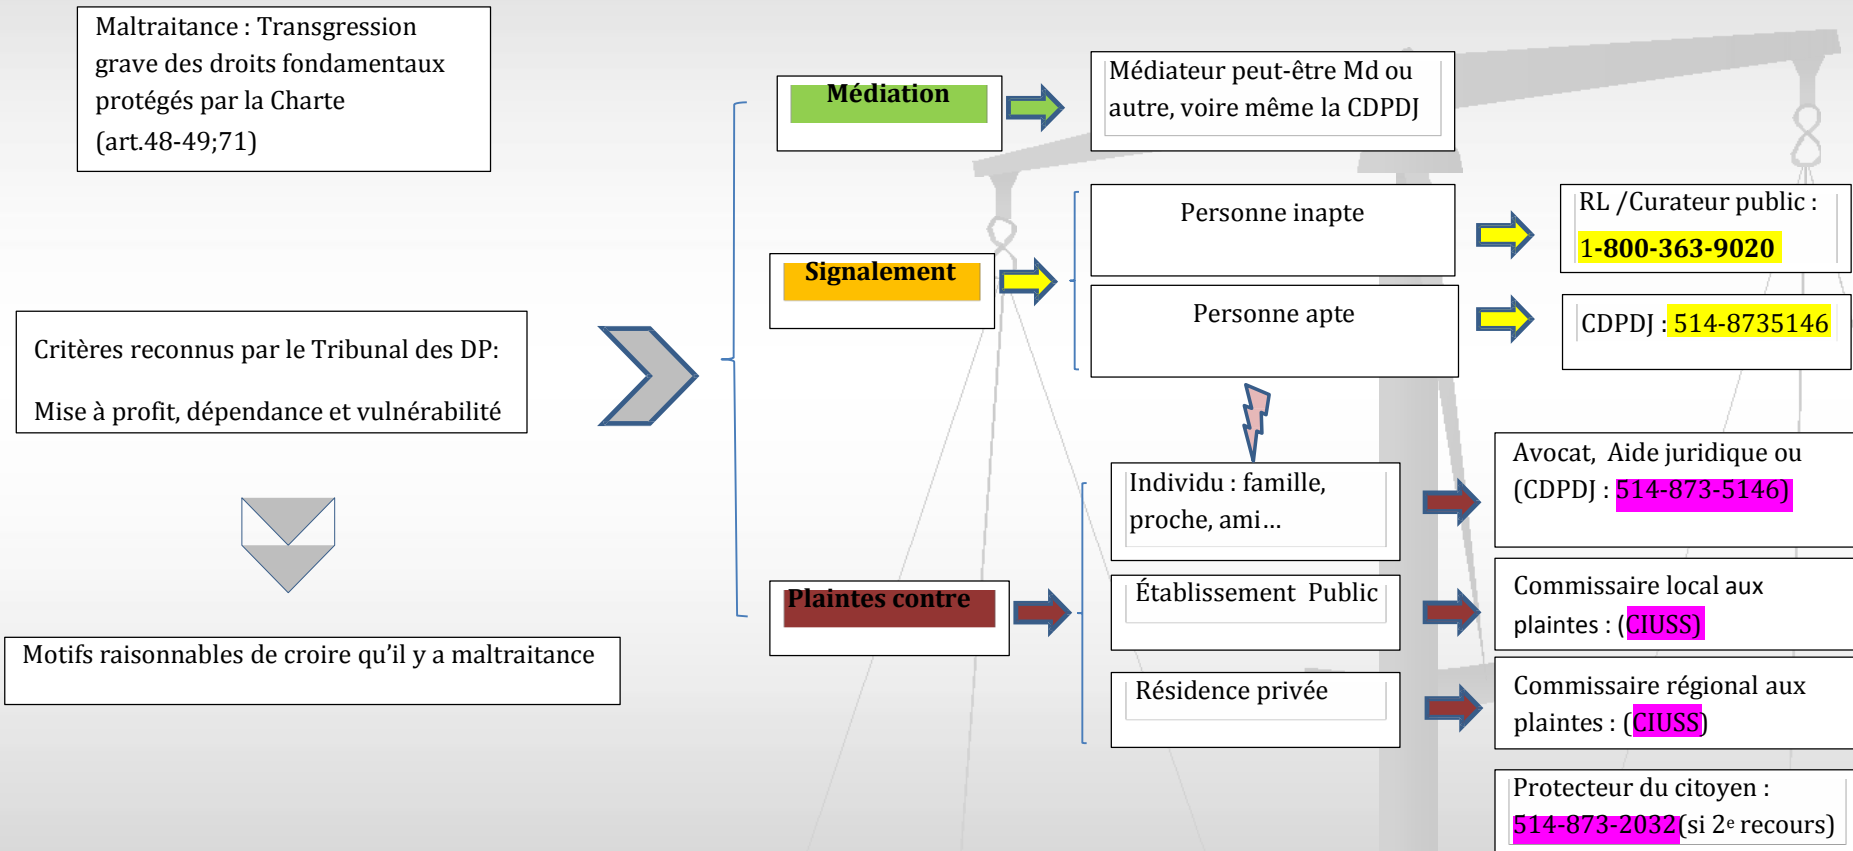 Maltraitance : Transgression
grave des droits fondamentaux
protégés par la Charte
(art.48-49;71)
Critères reconnus par le Tribunal des DP:
Mise à profit, dépendance et vulnérabilité
Motifs raisonnables de croire qu’il y a maltraitance
Médiation
Médiateur peut-être Md ou
autre, voire même la CDPDJ
Signalement
Personne inapte
RL /Curateur public :
1-800-363-9020
Personne apte
CDPDJ : 514-8735146
Plaintes contre
Individu : famille,
proche, ami…
Avocat, Aide juridique ou
(CDPDJ : 514-873-5146)
Établissement Public
Commissaire local aux
plaintes : (CIUSS)
Résidence privée
Commissaire régional aux
plaintes : (CIUSS)
Protecteur du citoyen :
514-873-2032(si 2e recours)